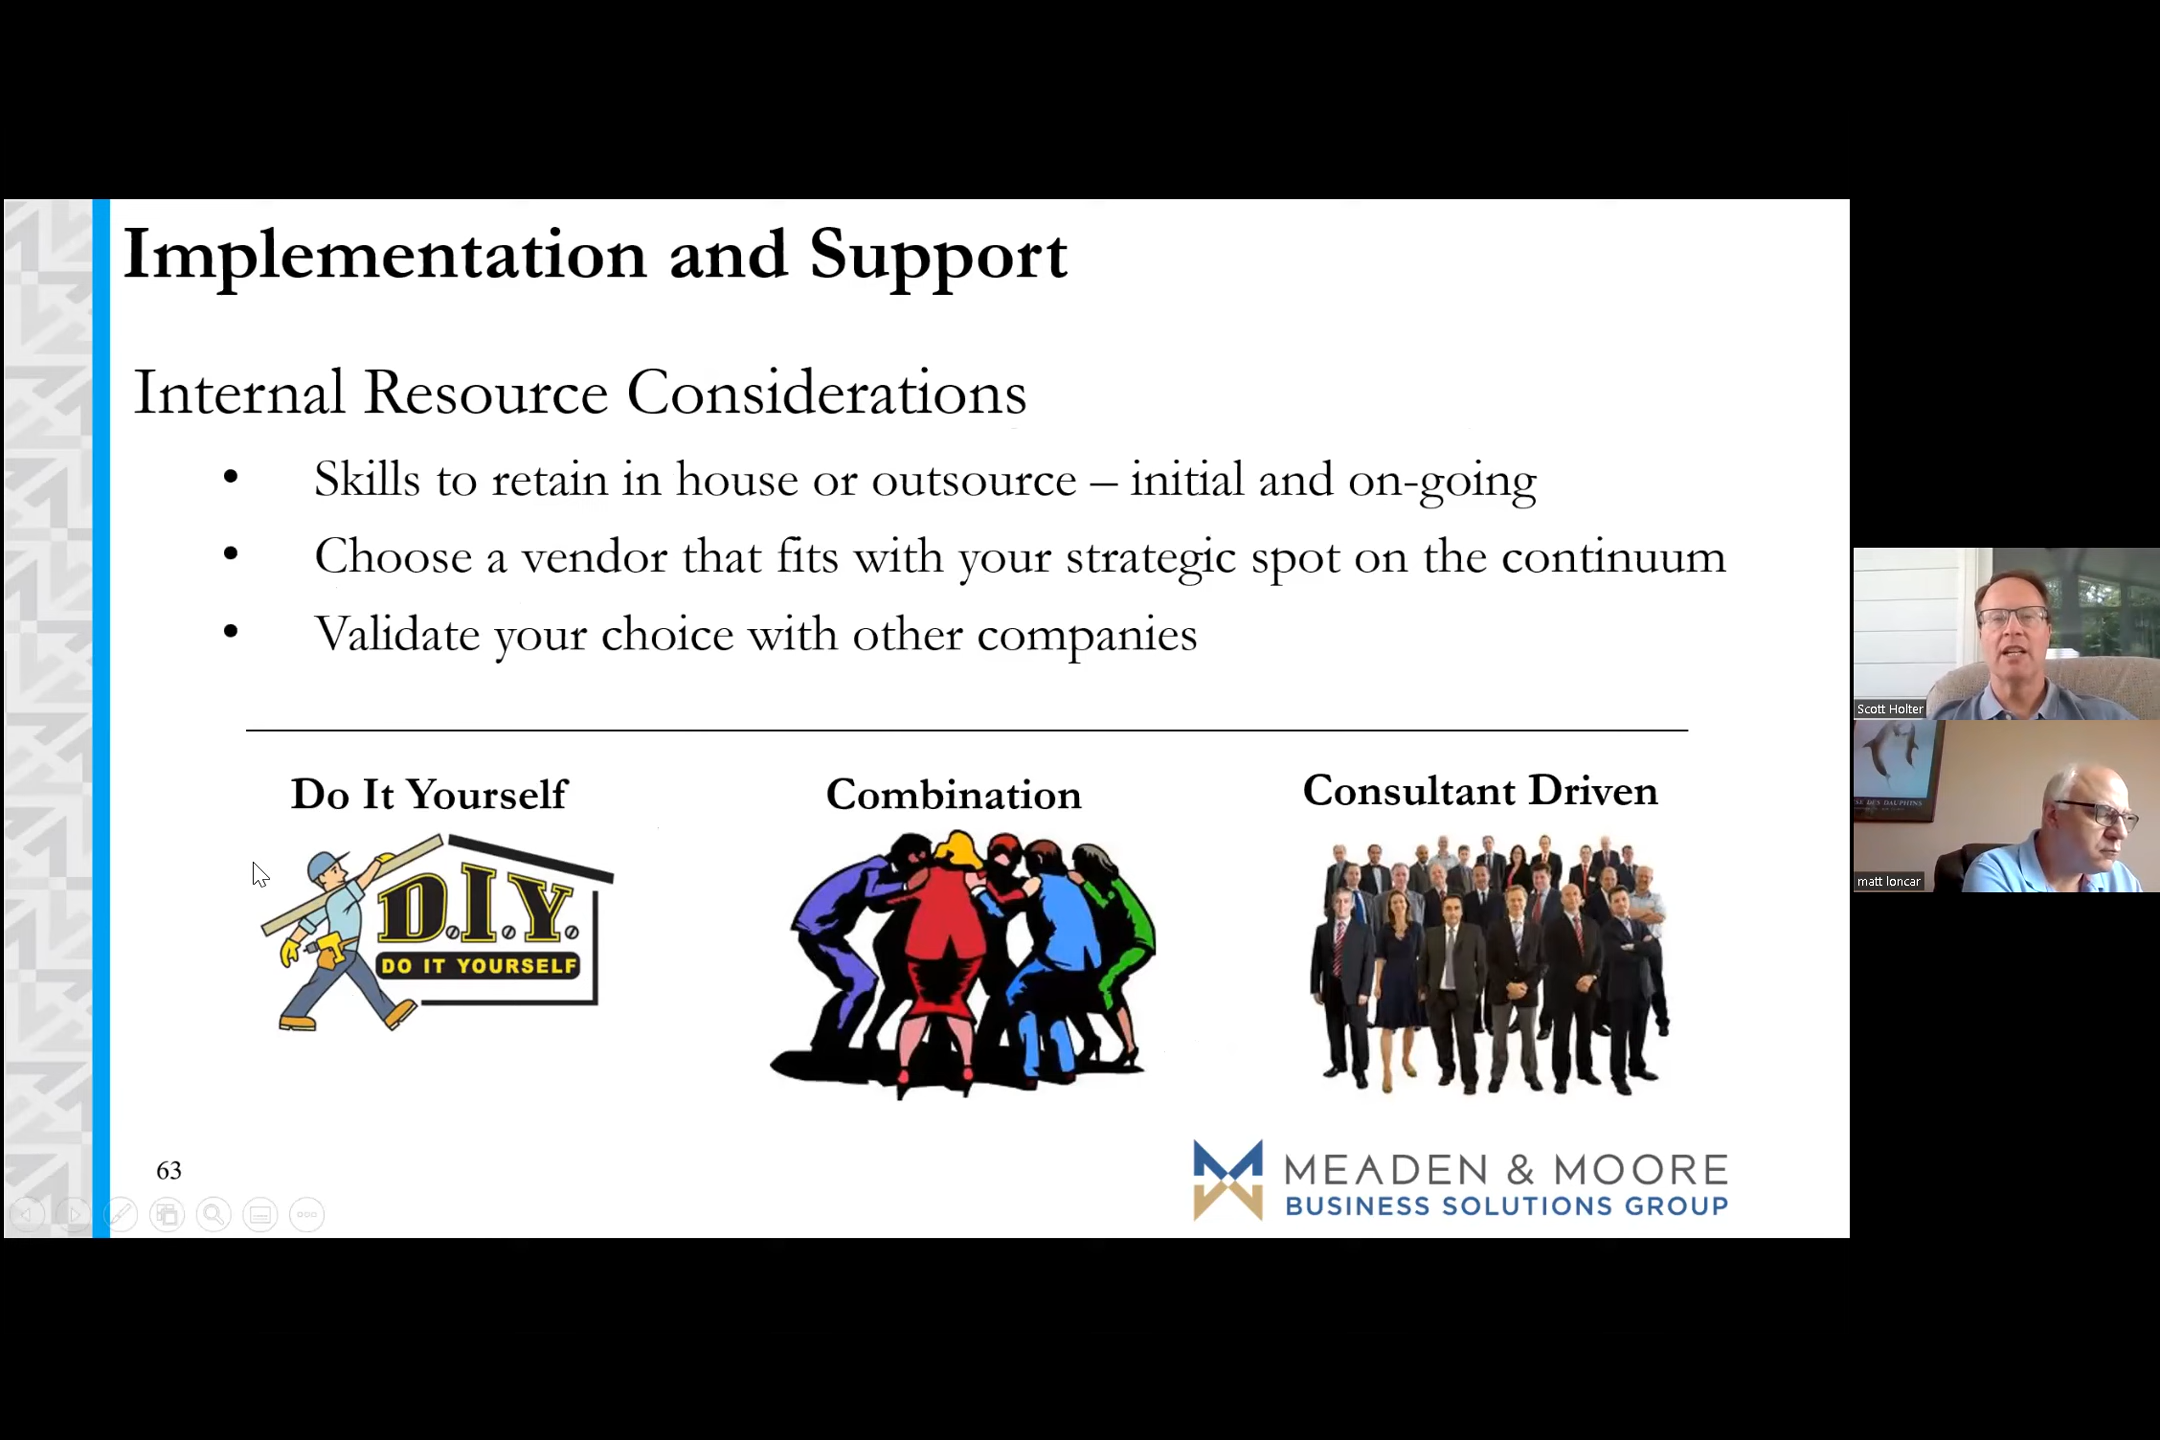 Implementation and Support
Internal Resource Considerations
• Skills to retain in house or outsource – initial and on-going
• Choose a vendor that fits with your strategic spot on the continuum
• Validate your choice with other companies
Do It Yourself
Combination
Consultant Driven
D.I.Y.
DO IT YOURSELF
63
MEADEN & MOORE
BUSINESS SOLUTIONS GROUP
Scott Holter
matt loncar